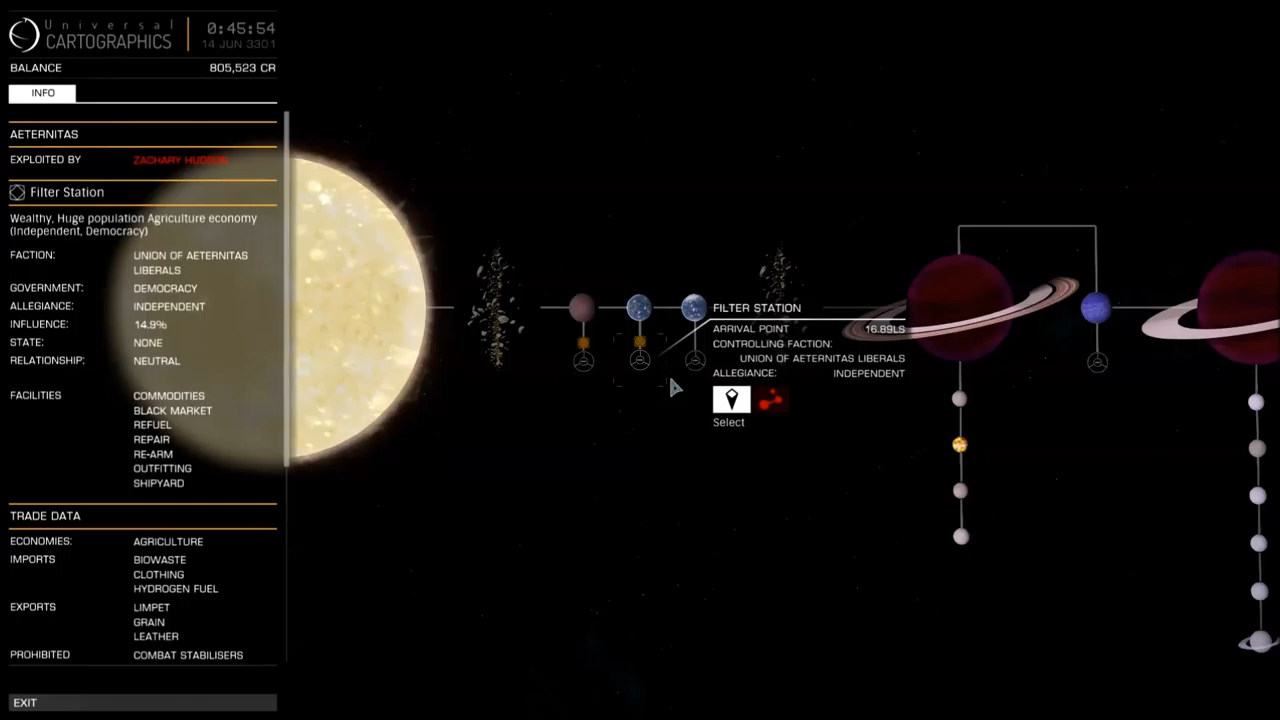 Universal
CARTOGRAPHICS
0:45:54
14 JUN 3301
BALANCE 805,523 CR
INFO
AETERNITAS
EXPLOITED BY ZACHARY HUDSON
Filter Station
Wealthy, Huge population Agriculture economy
(Independent, Democracy)
FACTION: UNION OF AETERNITAS
LIBERALS
GOVERNMENT: DEMOCRACY
ALLEGIANCE: INDEPENDENT
INFLUENCE: 14.9%
STATE: NONE
RELATIONSHIP: NEUTRAL
FACILITIES COMMODITIES
BLACK MARKET
REFUEL
REPAIR
RE-ARM
OUTFITTING
SHIPYARD
TRADE DATA
ECONOMIES: AGRICULTURE
IMPORTS BIOWASTE
CLOTHING
HYDROGEN FUEL
EXPORTS LIMPET
GRAIN
LEATHER
PROHIBITED COMBAT STABILISERS
EXIT
FILTER STATION
ARRIVAL POINT 16.89LS
CONTROLLING FACTION:
UNION OF AETERNITAS LIBERALS
ALLEGIANCE: INDEPENDENT
Select